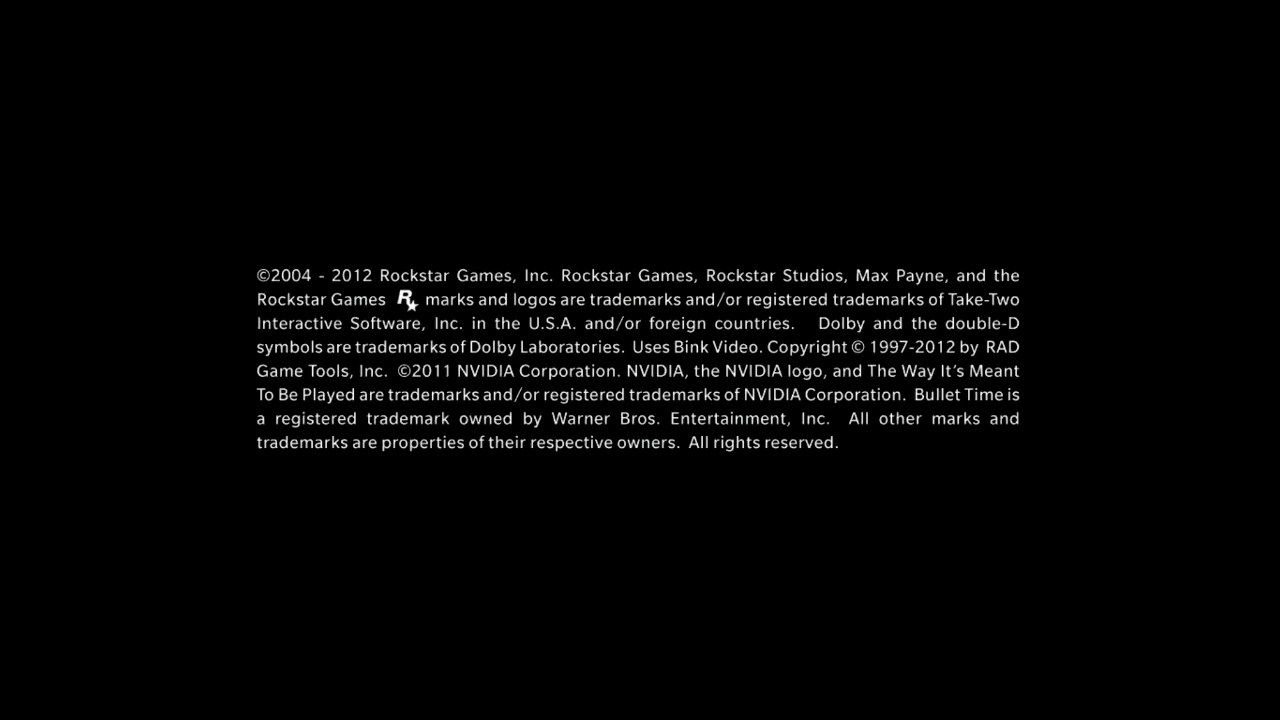 ©2004 - 2012 Rockstar Games, Inc. Rockstar Games, Rockstar Studios, Max Payne, and the
Rockstar Games R★ marks and logos are trademarks and/or registered trademarks of Take-Two
Interactive Software, Inc. in the U.S.A. and/or foreign countries. Dolby and the double-D
symbols are trademarks of Dolby Laboratories. Uses Bink Video. Copyright © 1997-2012 by RAD
Game Tools, Inc. ©2011 NVIDIA Corporation. NVIDIA, the NVIDIA logo, and The Way It’s Meant
To Be Played are trademarks and/or registered trademarks of NVIDIA Corporation. Bullet Time is
a registered trademark owned by Warner Bros. Entertainment, Inc. All other marks and
trademarks are properties of their respective owners. All rights reserved.